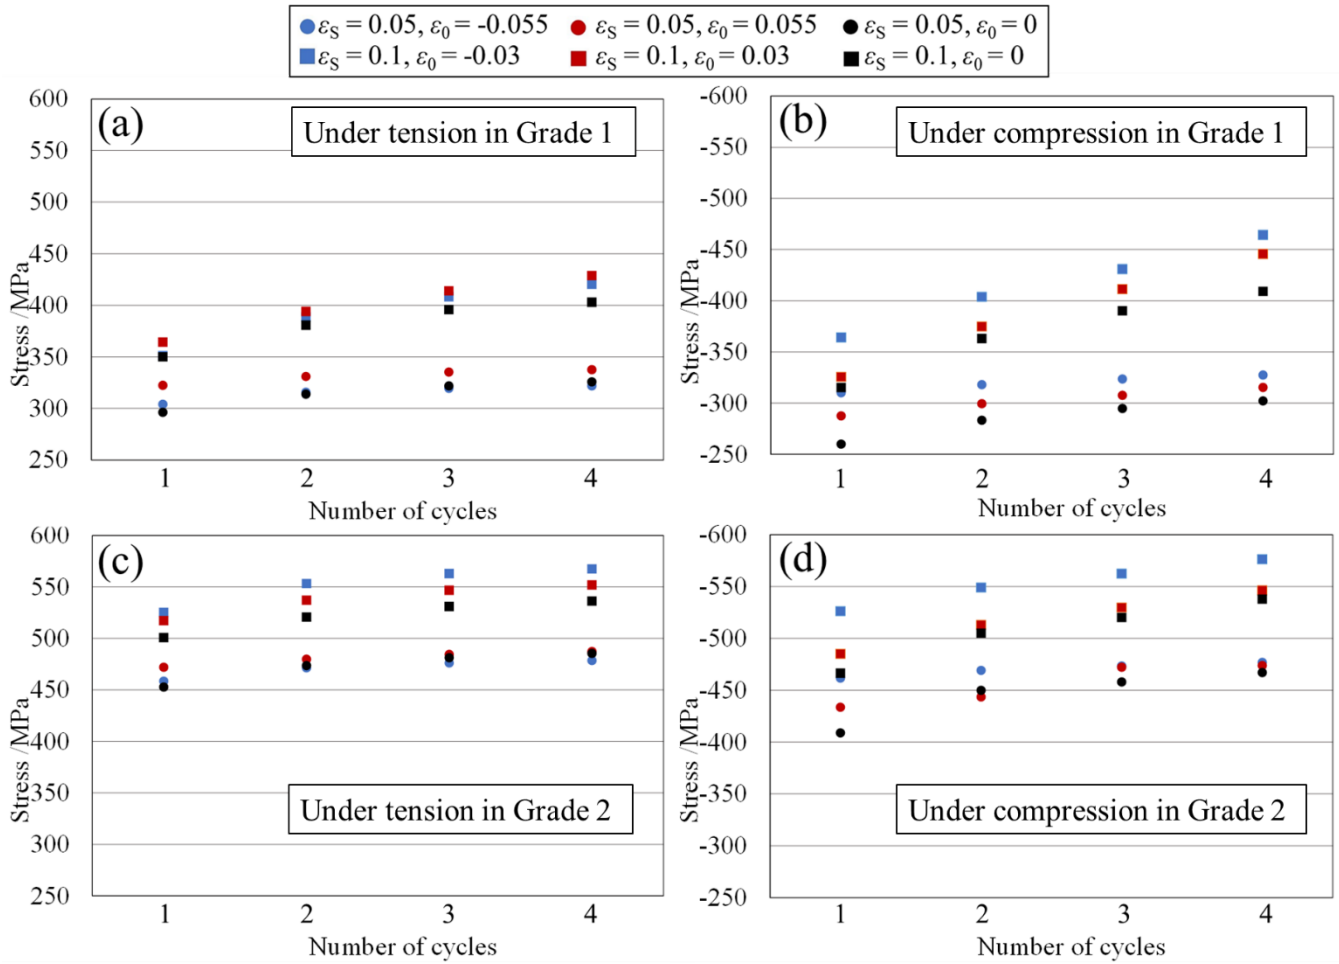 εS = 0.05, ε0 = -0.055 εS = 0.05, ε0 = 0.055 εS = 0.05, ε0 = 0
εS = 0.1, ε0 = -0.03 εS = 0.1, ε0 = 0.03 εS = 0.1, ε0 = 0
(a)
Under tension in Grade 1
Stress /MPa
600
550
500
450
400
350
300
250
1 2 3 4
Number of cycles
(b)
Under compression in Grade 1
Stress /MPa
-600
-550
-500
-450
-400
-350
-300
-250
1 2 3 4
Number of cycles
(c)
Under tension in Grade 2
Stress /MPa
600
550
500
450
400
350
300
250
1 2 3 4
Number of cycles
(d)
Under compression in Grade 2
Stress /MPa
-600
-550
-500
-450
-400
-350
-300
-250
1 2 3 4
Number of cycles